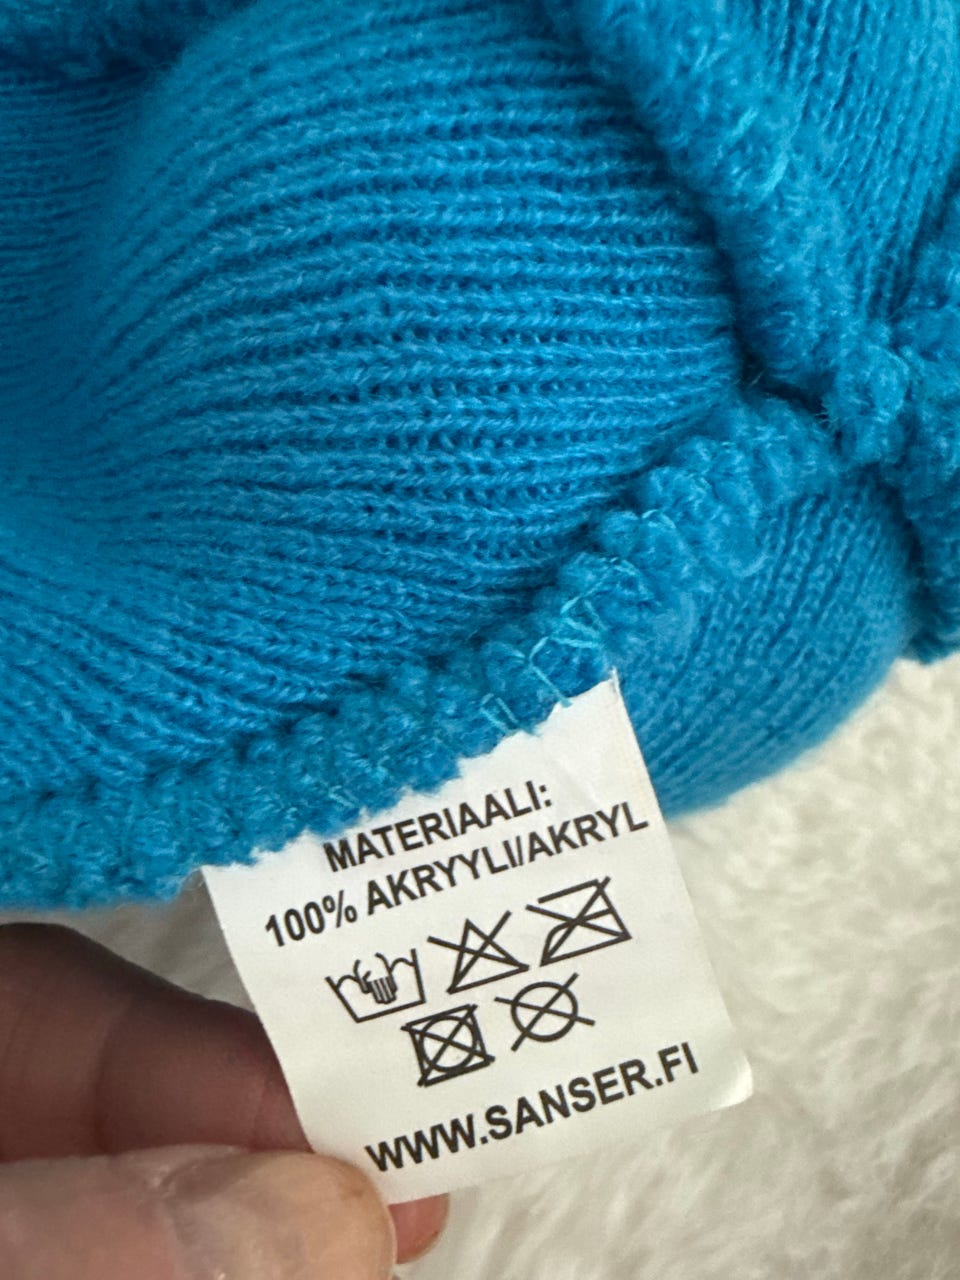 MATERIAALI:
100% AKRYYLI/AKRYL
WWW.SANSER.FI